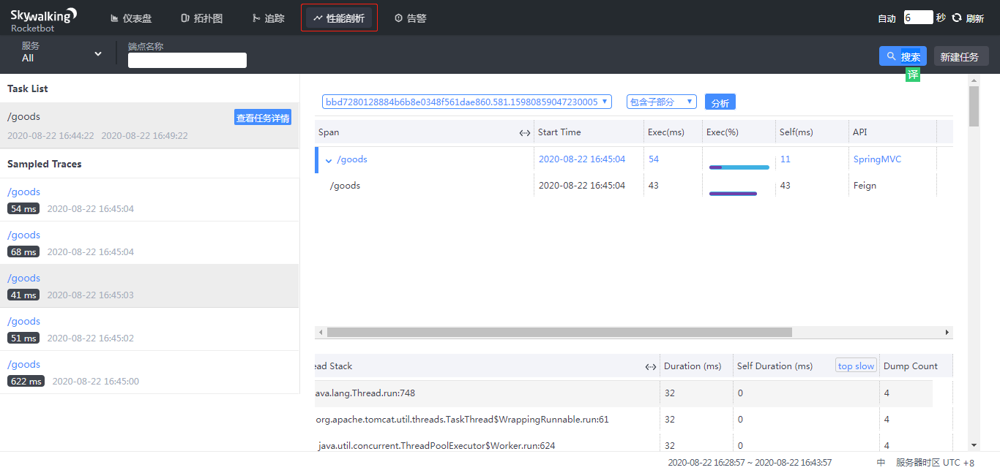 Skywalking
Rocketbot
仪表盘
拓扑图
追踪
性能剖析
告警
自动 6 秒 刷新
服务
All
端点名称
搜索
新建任务
译
Task List
/goods
查看任务详情
2020-08-22 16:44:22 2020-08-22 16:49:22
Sampled Traces
/goods
54 ms 2020-08-22 16:45:04
/goods
68 ms 2020-08-22 16:45:04
/goods
41 ms 2020-08-22 16:45:03
/goods
51 ms 2020-08-22 16:45:02
/goods
622 ms 2020-08-22 16:45:00
bbd7280128884b6b8e0348f561dae860.581.15980859047230005
包含子部分
分析
Span Start Time Exec(ms) Exec(%) Self(ms) API
/goods 2020-08-22 16:45:04 54 11 SpringMVC
/goods 2020-08-22 16:45:04 43 43 Feign
ead Stack Duration (ms) Self Duration (ms) top slow Dump Count
ava.lang.Thread.run:748 32 0 4
org.apache.tomcat.util.threads.TaskThread$WrappingRunnable.run:61 32 0 4
java.util.concurrent.ThreadPoolExecutor$Worker.run:624 32 0 4
2020-08-22 16:28:57 ~ 2020-08-22 16:43:57
中
服务器时区 UTC +8